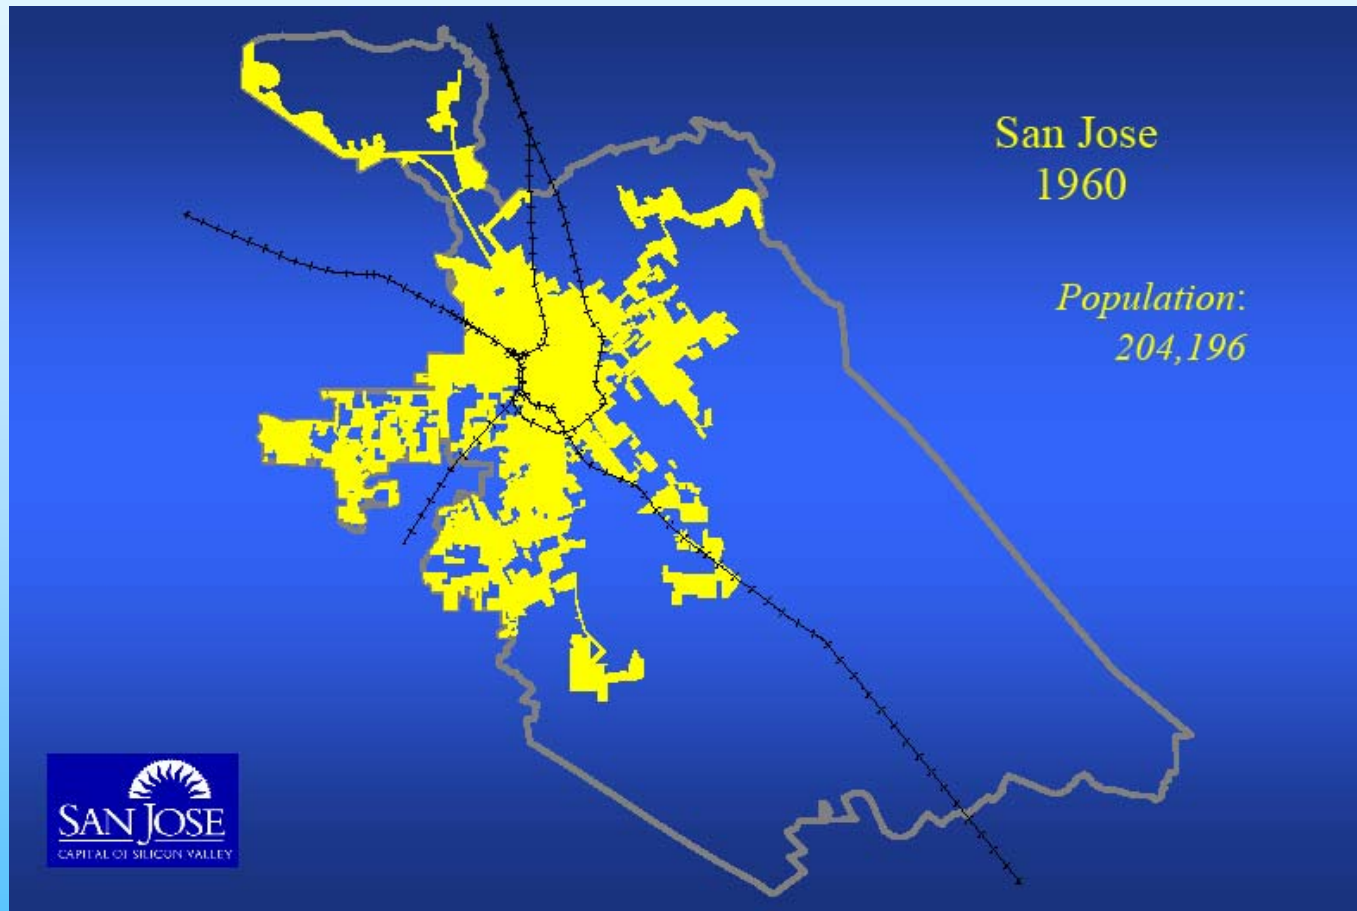 San Jose
1960
Population:
204,196
SAN JOSE
CAPITAL OF SILICON VALLEY